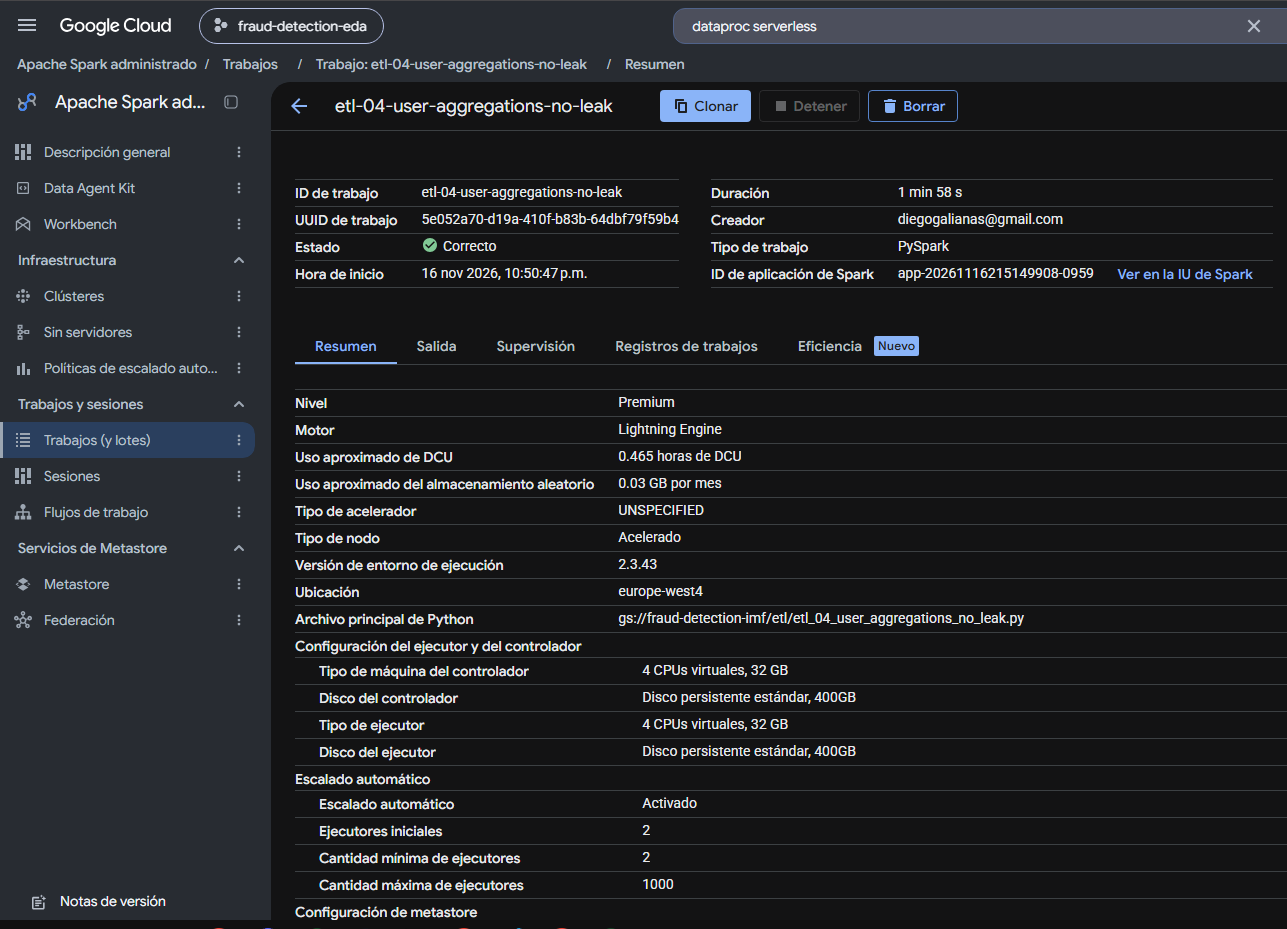 Google Cloud
fraud-detection-eda
dataproc serverless
Apache Spark administrado / Trabajos / Trabajo: etl-04-user-aggregations-no-leak / Resumen
Apache Spark ad...
etl-04-user-aggregations-no-leak
Clonar
Detener
Borrar
Descripción general
Data Agent Kit
Workbench
Infraestructura
Clústeres
Sin servidores
Políticas de escalado auto...
Trabajos y sesiones
Trabajos (y lotes)
Sesiones
Flujos de trabajo
Servicios de Metastore
Metastore
Federación
Notas de versión
ID de trabajo etl-04-user-aggregations-no-leak
UUID de trabajo 5e052a70-d19a-410f-b83b-64dbf79f59b4
Estado Correcto
Hora de inicio 16 nov 2026, 10:50:47 p.m.
Duración 1 min 58 s
Creador diegogalianas@gmail.com
Tipo de trabajo PySpark
ID de aplicación de Spark app-20261116215149908-0959 Ver en la IU de Spark
Resumen Salida Supervisión Registros de trabajos Eficiencia Nuevo
Nivel Premium
Motor Lightning Engine
Uso aproximado de DCU 0.465 horas de DCU
Uso aproximado del almacenamiento aleatorio 0.03 GB por mes
Tipo de acelerador UNSPECIFIED
Tipo de nodo Acelerado
Versión de entorno de ejecución 2.3.43
Ubicación europe-west4
Archivo principal de Python gs://fraud-detection-imf/etl/etl_04_user_aggregations_no_leak.py
Configuración del ejecutor y del controlador
Tipo de máquina del controlador 4 CPUs virtuales, 32 GB
Disco del controlador Disco persistente estándar, 400GB
Tipo de ejecutor 4 CPUs virtuales, 32 GB
Disco del ejecutor Disco persistente estándar, 400GB
Escalado automático
Escalado automático Activado
Ejecutores iniciales 2
Cantidad mínima de ejecutores 2
Cantidad máxima de ejecutores 1000
Configuración de metastore